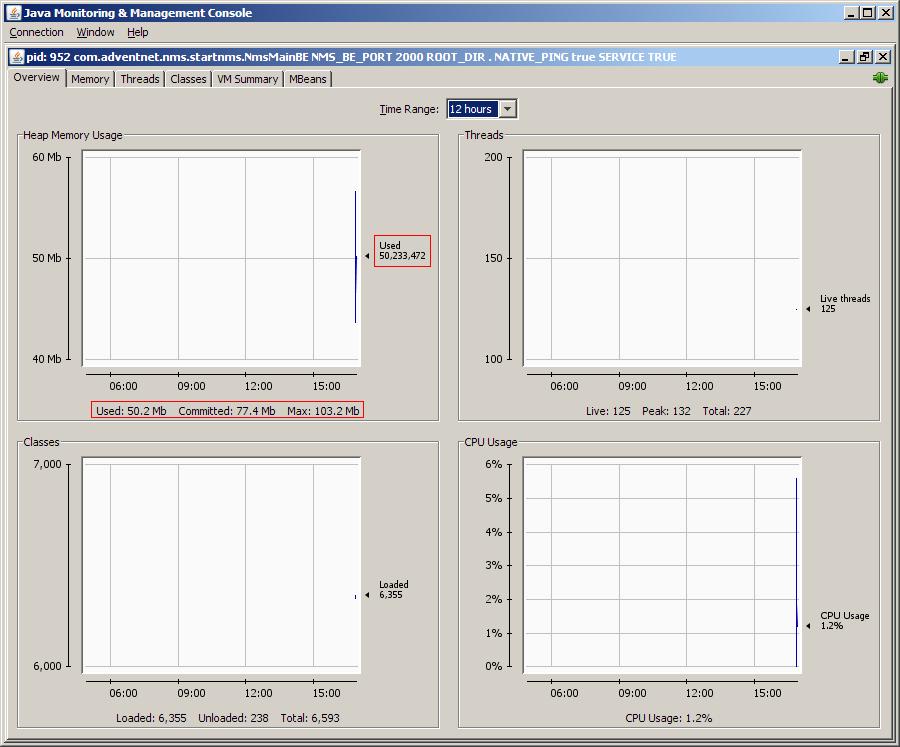 Java Monitoring & Management Console
Connection Window Help
pid: 952 com.adventnet.nms.startnms.NmsMainBE NMS_BE_PORT 2000 ROOT_DIR . NATIVE_PING true SERVICE TRUE
Overview Memory Threads Classes VM Summary MBeans
Time Range: 12 hours
Heap Memory Usage
60 Mb
50 Mb
40 Mb
Used
50,233,472
06:00 09:00 12:00 15:00
Used: 50.2 Mb Committed: 77.4 Mb Max: 103.2 Mb
Threads
200
150
100
Live threads
125
06:00 09:00 12:00 15:00
Live: 125 Peak: 132 Total: 227
Classes
7,000
6,000
Loaded
6,355
06:00 09:00 12:00 15:00
Loaded: 6,355 Unloaded: 238 Total: 6,593
CPU Usage
6%
5%
4%
3%
2%
1%
0%
CPU Usage
1.2%
06:00 09:00 12:00 15:00
CPU Usage: 1.2%